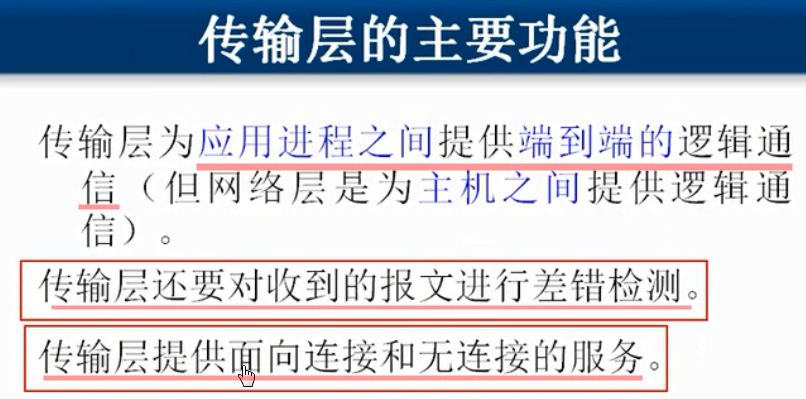 传输层的主要功能
传输层为应用进程之间提供端到端的逻辑通
信（但网络层是为主机之间提供逻辑通
信）。
传输层还要对收到的报文进行差错检测。
传输层提供面向连接和无连接的服务。